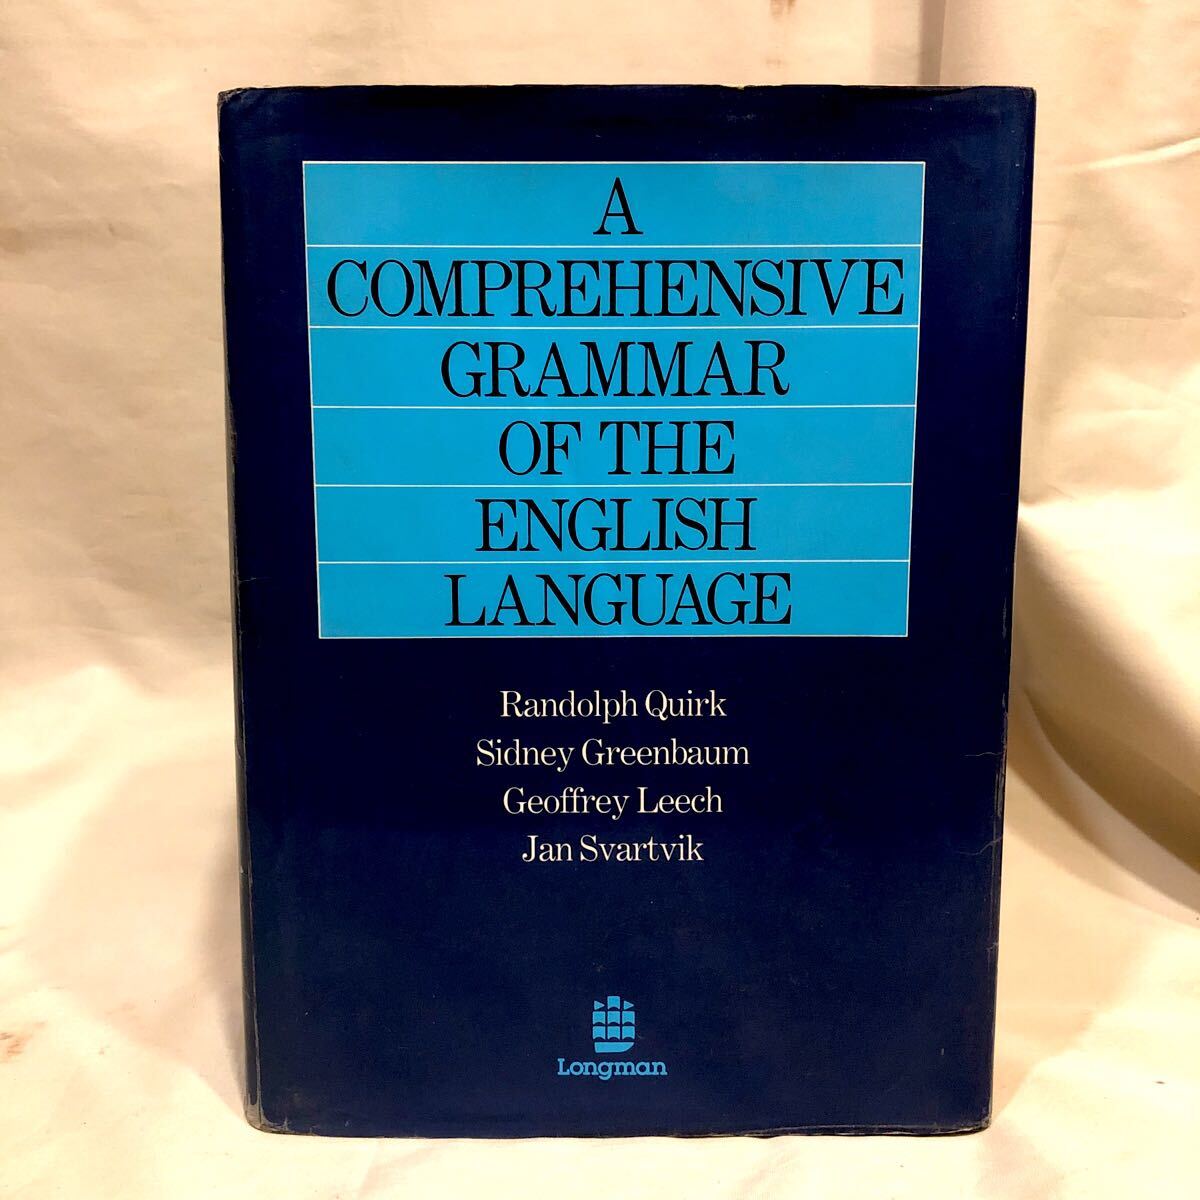 A
COMPREHENSIVE
GRAMMAR
OF THE
ENGLISH
LANGUAGE
Randolph Quirk
Sidney Greenbaum
Geoffrey Leech
Jan Svartvik
Longman